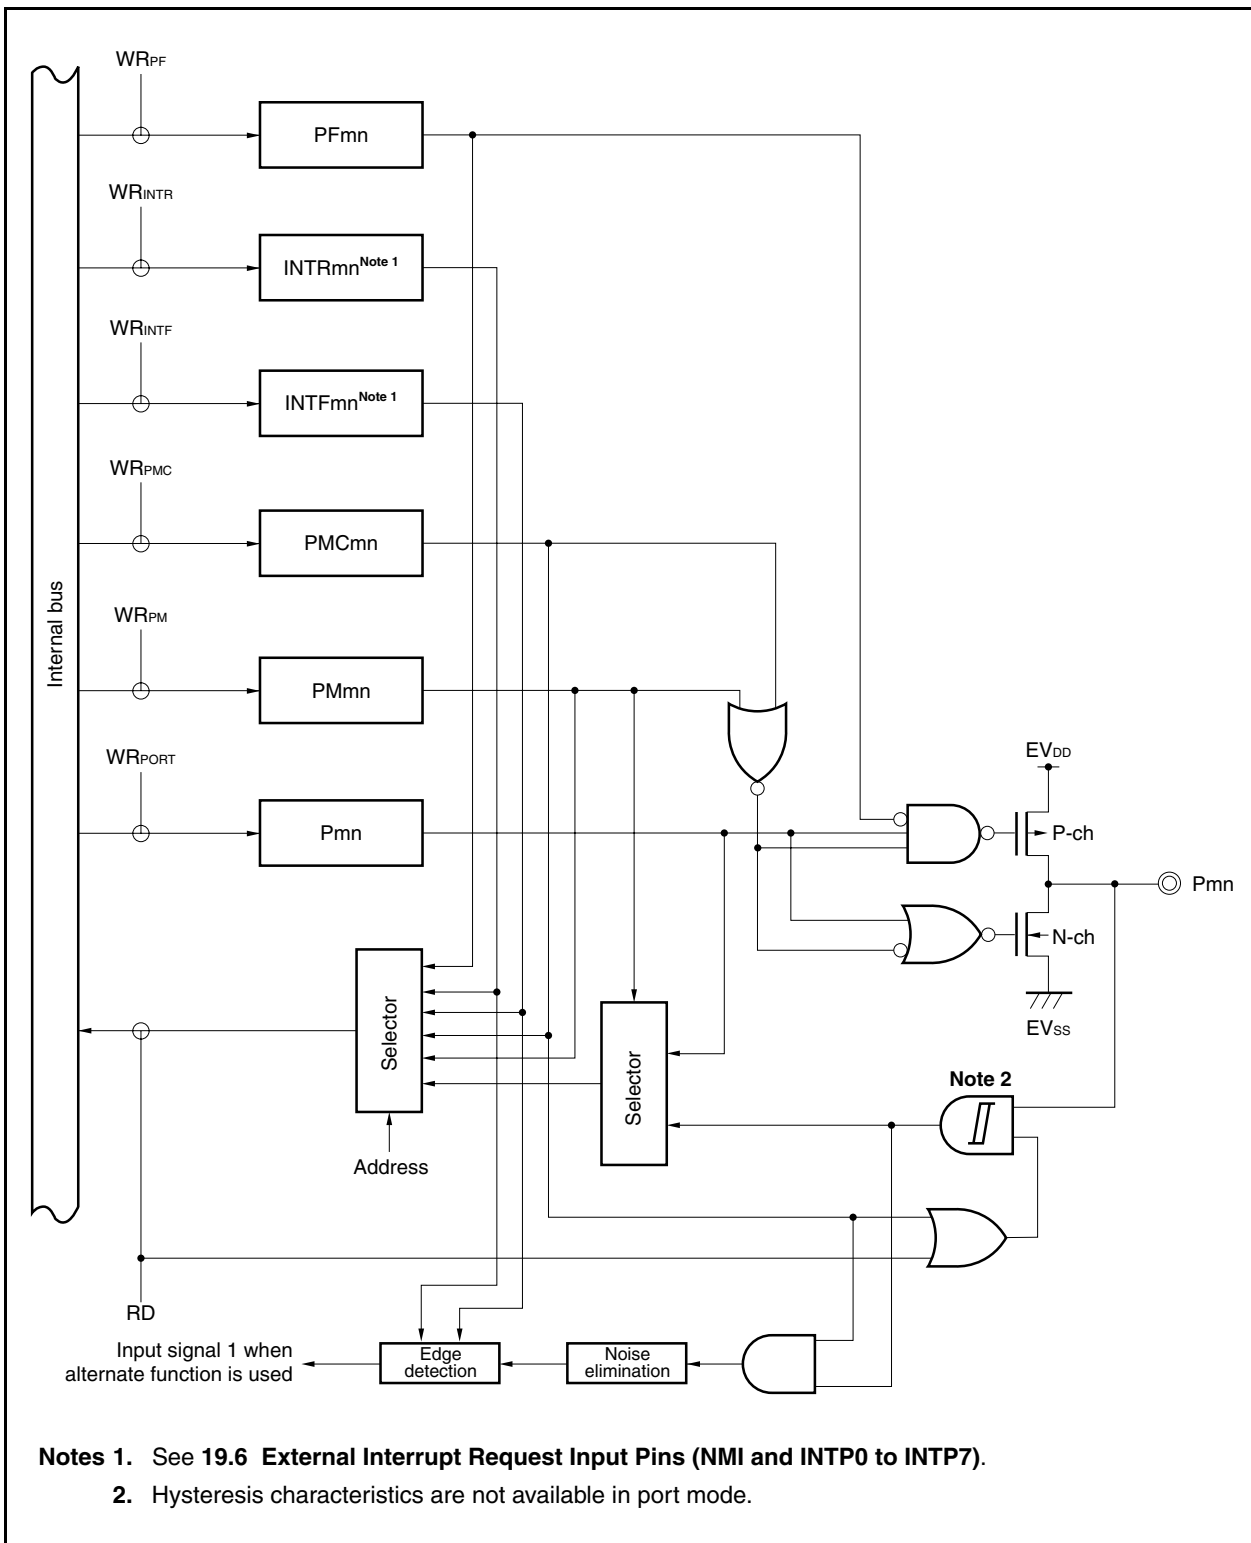 WRPF
PFmn
WRINTR
INTRmnNote 1
WRINTF
INTFmnNote 1
WRPMC
PMCmn
Internal bus
WRPM
PMmn
WRPORT
Pmn
EVDD
P-ch
Pmn
N-ch
EVSS
Selector
Selector
Note 2
Address
RD
Input signal 1 when
alternate function is used
Edge
detection
Noise
elimination
Notes 1. See 19.6 External Interrupt Request Input Pins (NMI and INTP0 to INTP7).
2. Hysteresis characteristics are not available in port mode.